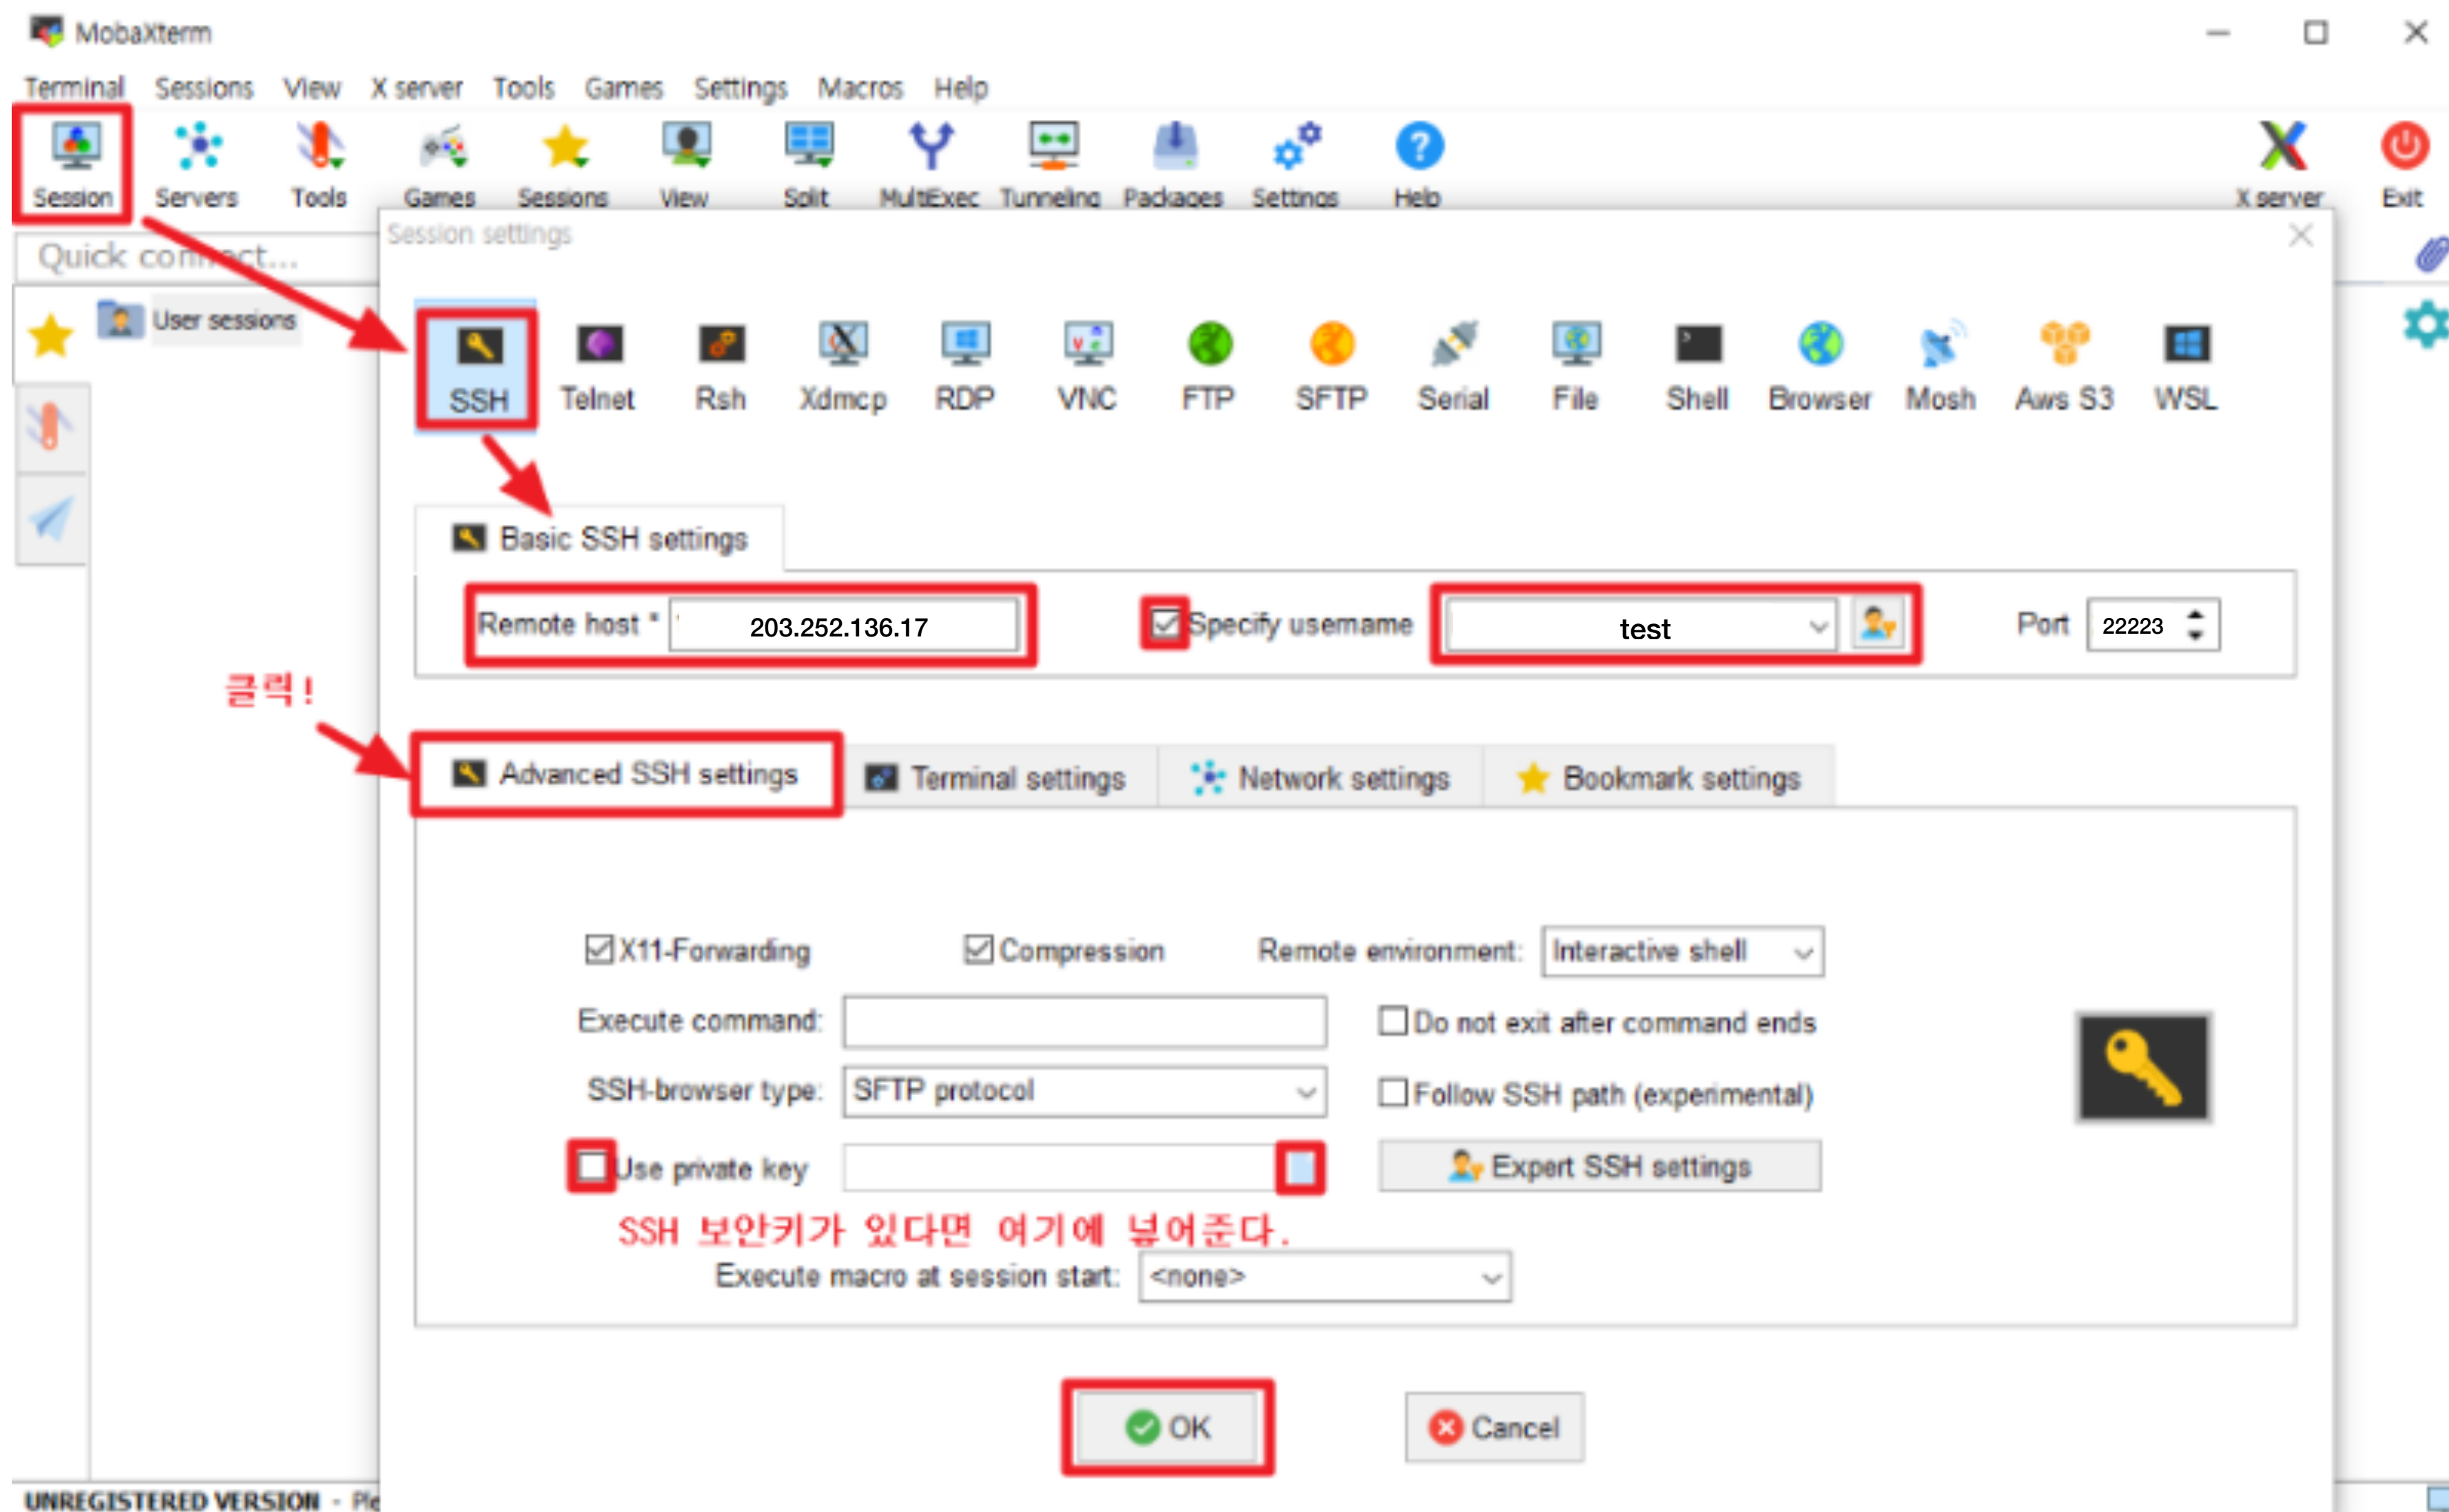 MobaXterm
Terminal Sessions View X server Tools Games Settings Macros Help
Session Servers Tools Games Sessions View Split MultiExec Tunneling Packages Settings Help X server Exit
Quick connect...
Session settings
User sessions
SSH Telnet Rsh Xdmcp RDP VNC FTP SFTP Serial File Shell Browser Mosh Aws S3 WSL
Basic SSH settings
Remote host * 203.252.136.17 Specify username test Port 22223
클릭!
Advanced SSH settings Terminal settings Network settings Bookmark settings
X11-Forwarding Compression Remote environment: Interactive shell
Execute command: Do not exit after command ends
SSH-browser type: SFTP protocol Follow SSH path (experimental)
Use private key Expert SSH settings
SSH 보안키가 있다면 여기에 넣어준다.
Execute macro at session start: <none>
OK Cancel
UNREGISTERED VERSION - Ple